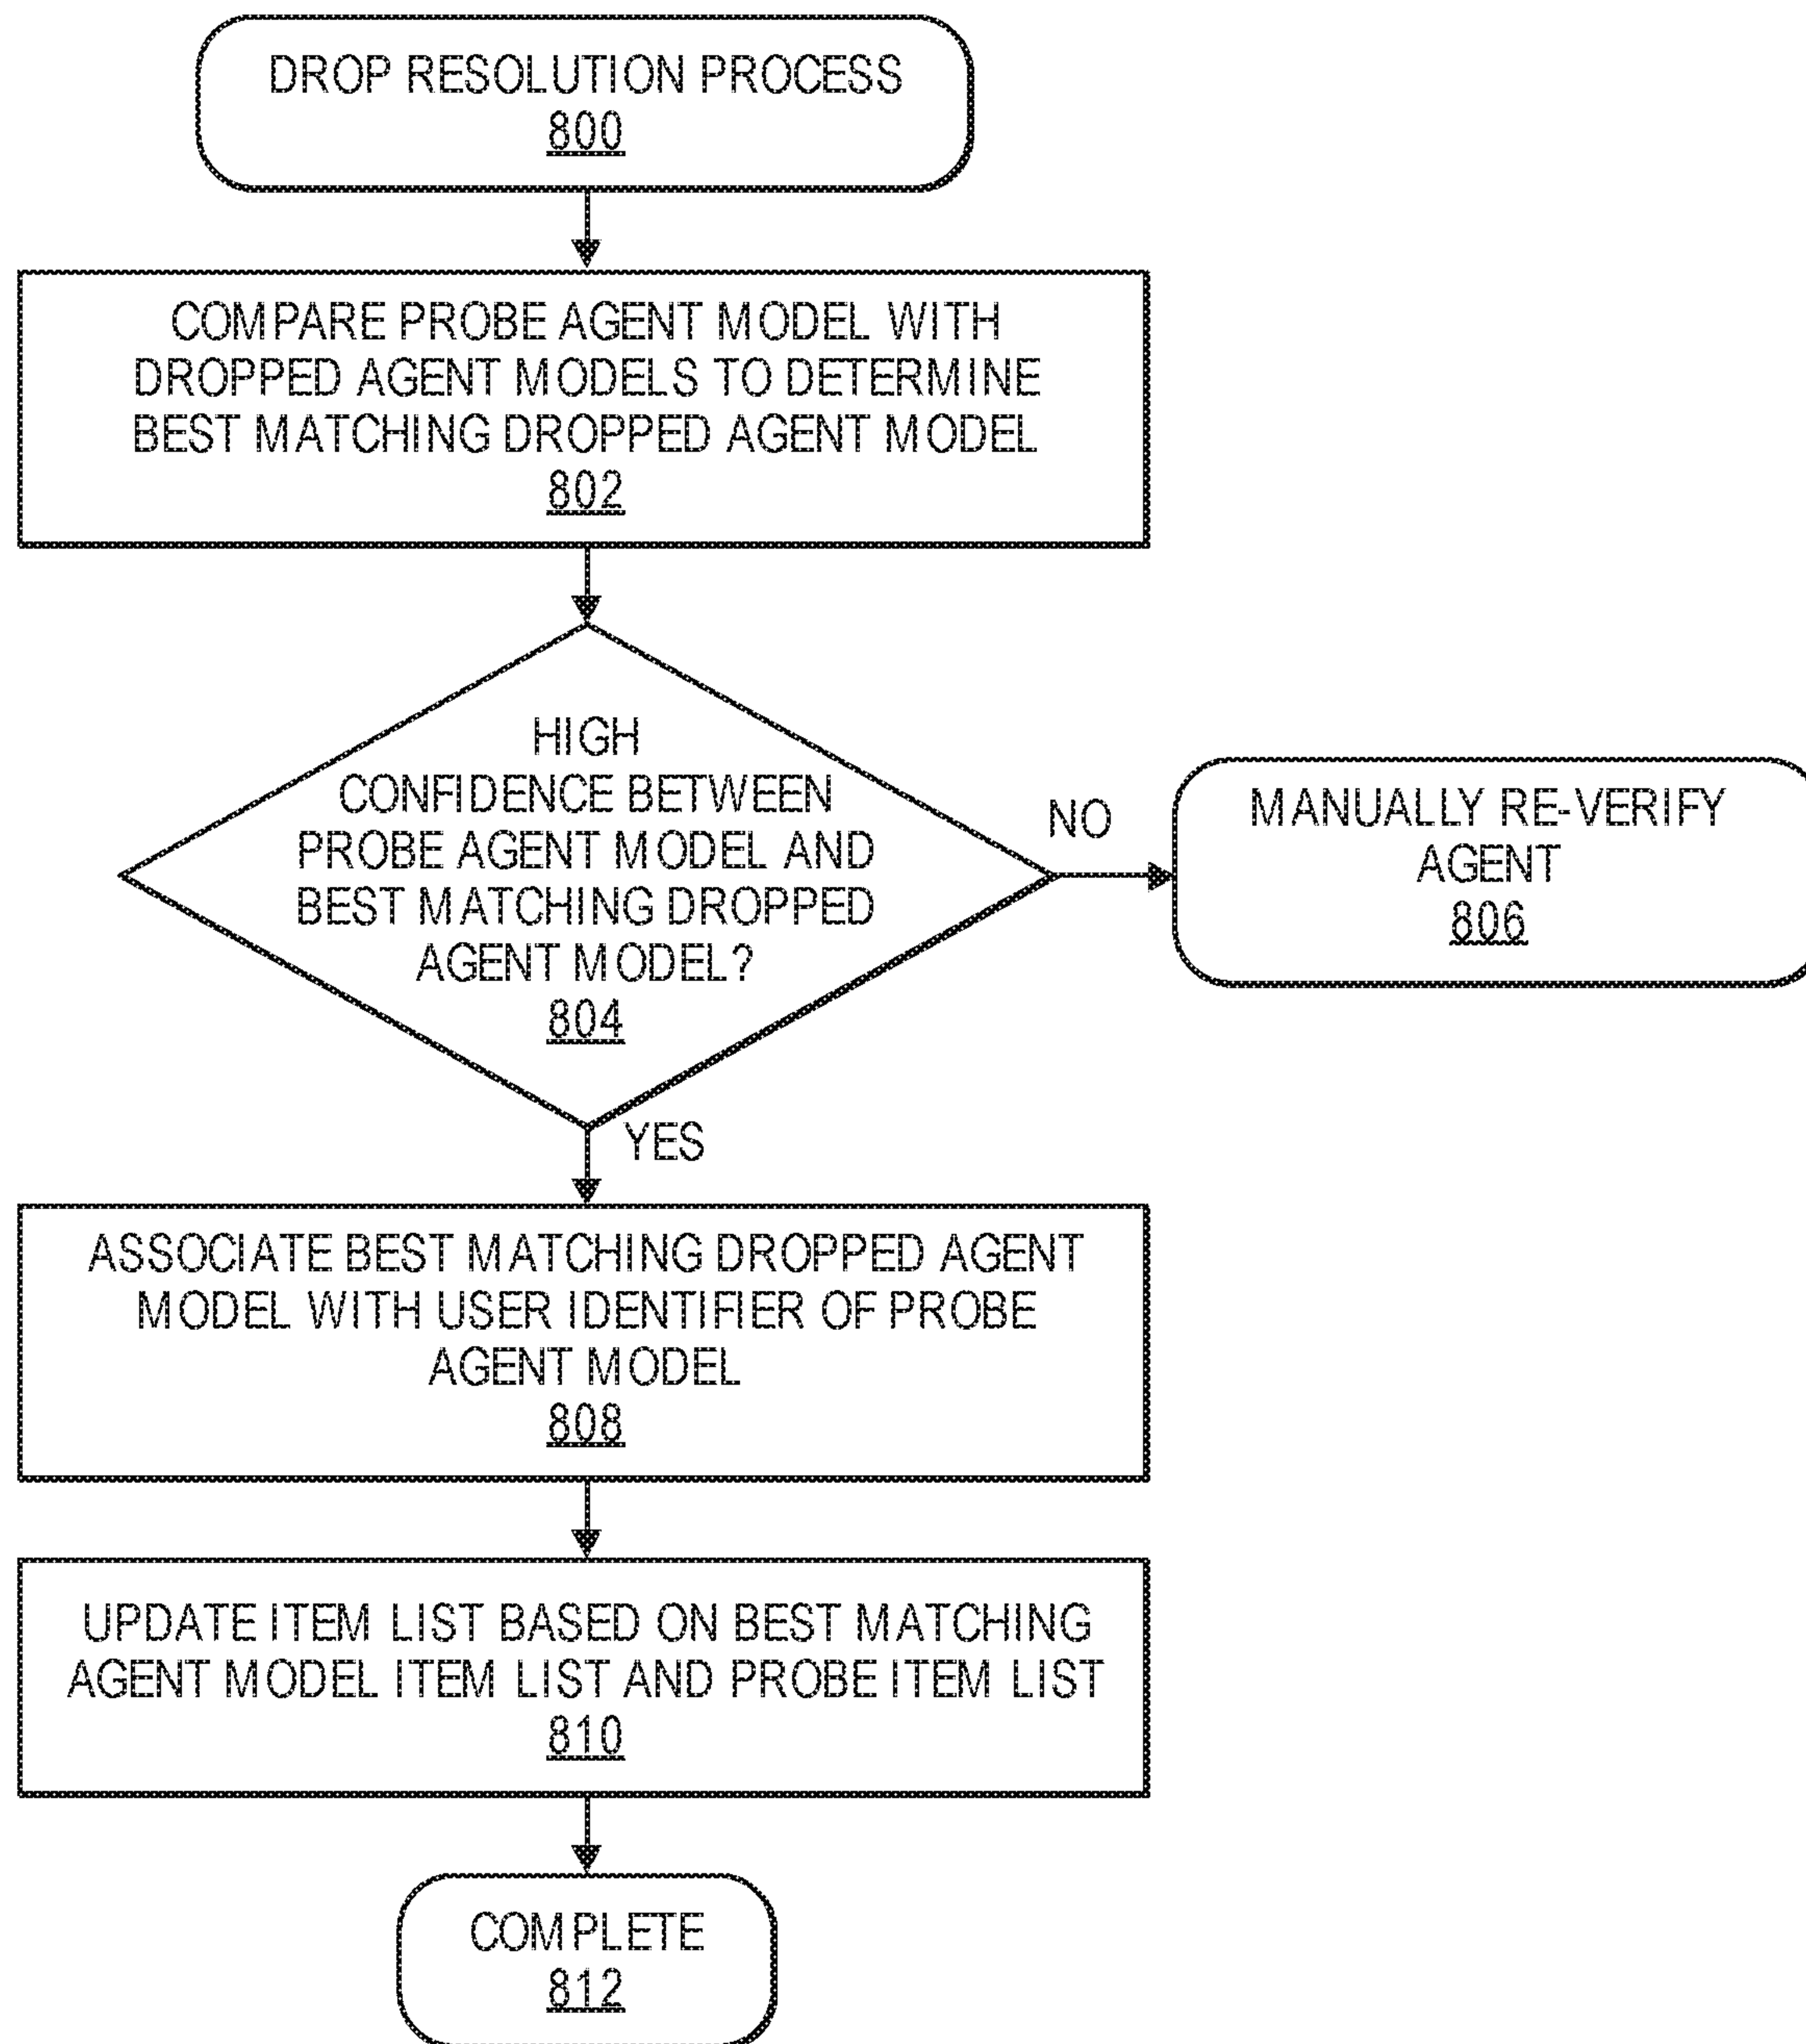 DROP RESOLUTION PROCESS
800
COMPARE PROBE AGENT MODEL WITH
DROPPED AGENT MODELS TO DETERMINE
BEST MATCHING DROPPED AGENT MODEL
802
HIGH
CONFIDENCE BETWEEN
PROBE AGENT MODEL AND
BEST MATCHING DROPPED
AGENT MODEL?
804
NO
MANUALLY RE-VERIFY
AGENT
806
YES
ASSOCIATE BEST MATCHING DROPPED AGENT
MODEL WITH USER IDENTIFIER OF PROBE
AGENT MODEL
808
UPDATE ITEM LIST BASED ON BEST MATCHING
AGENT MODEL ITEM LIST AND PROBE ITEM LIST
810
COMPLETE
812